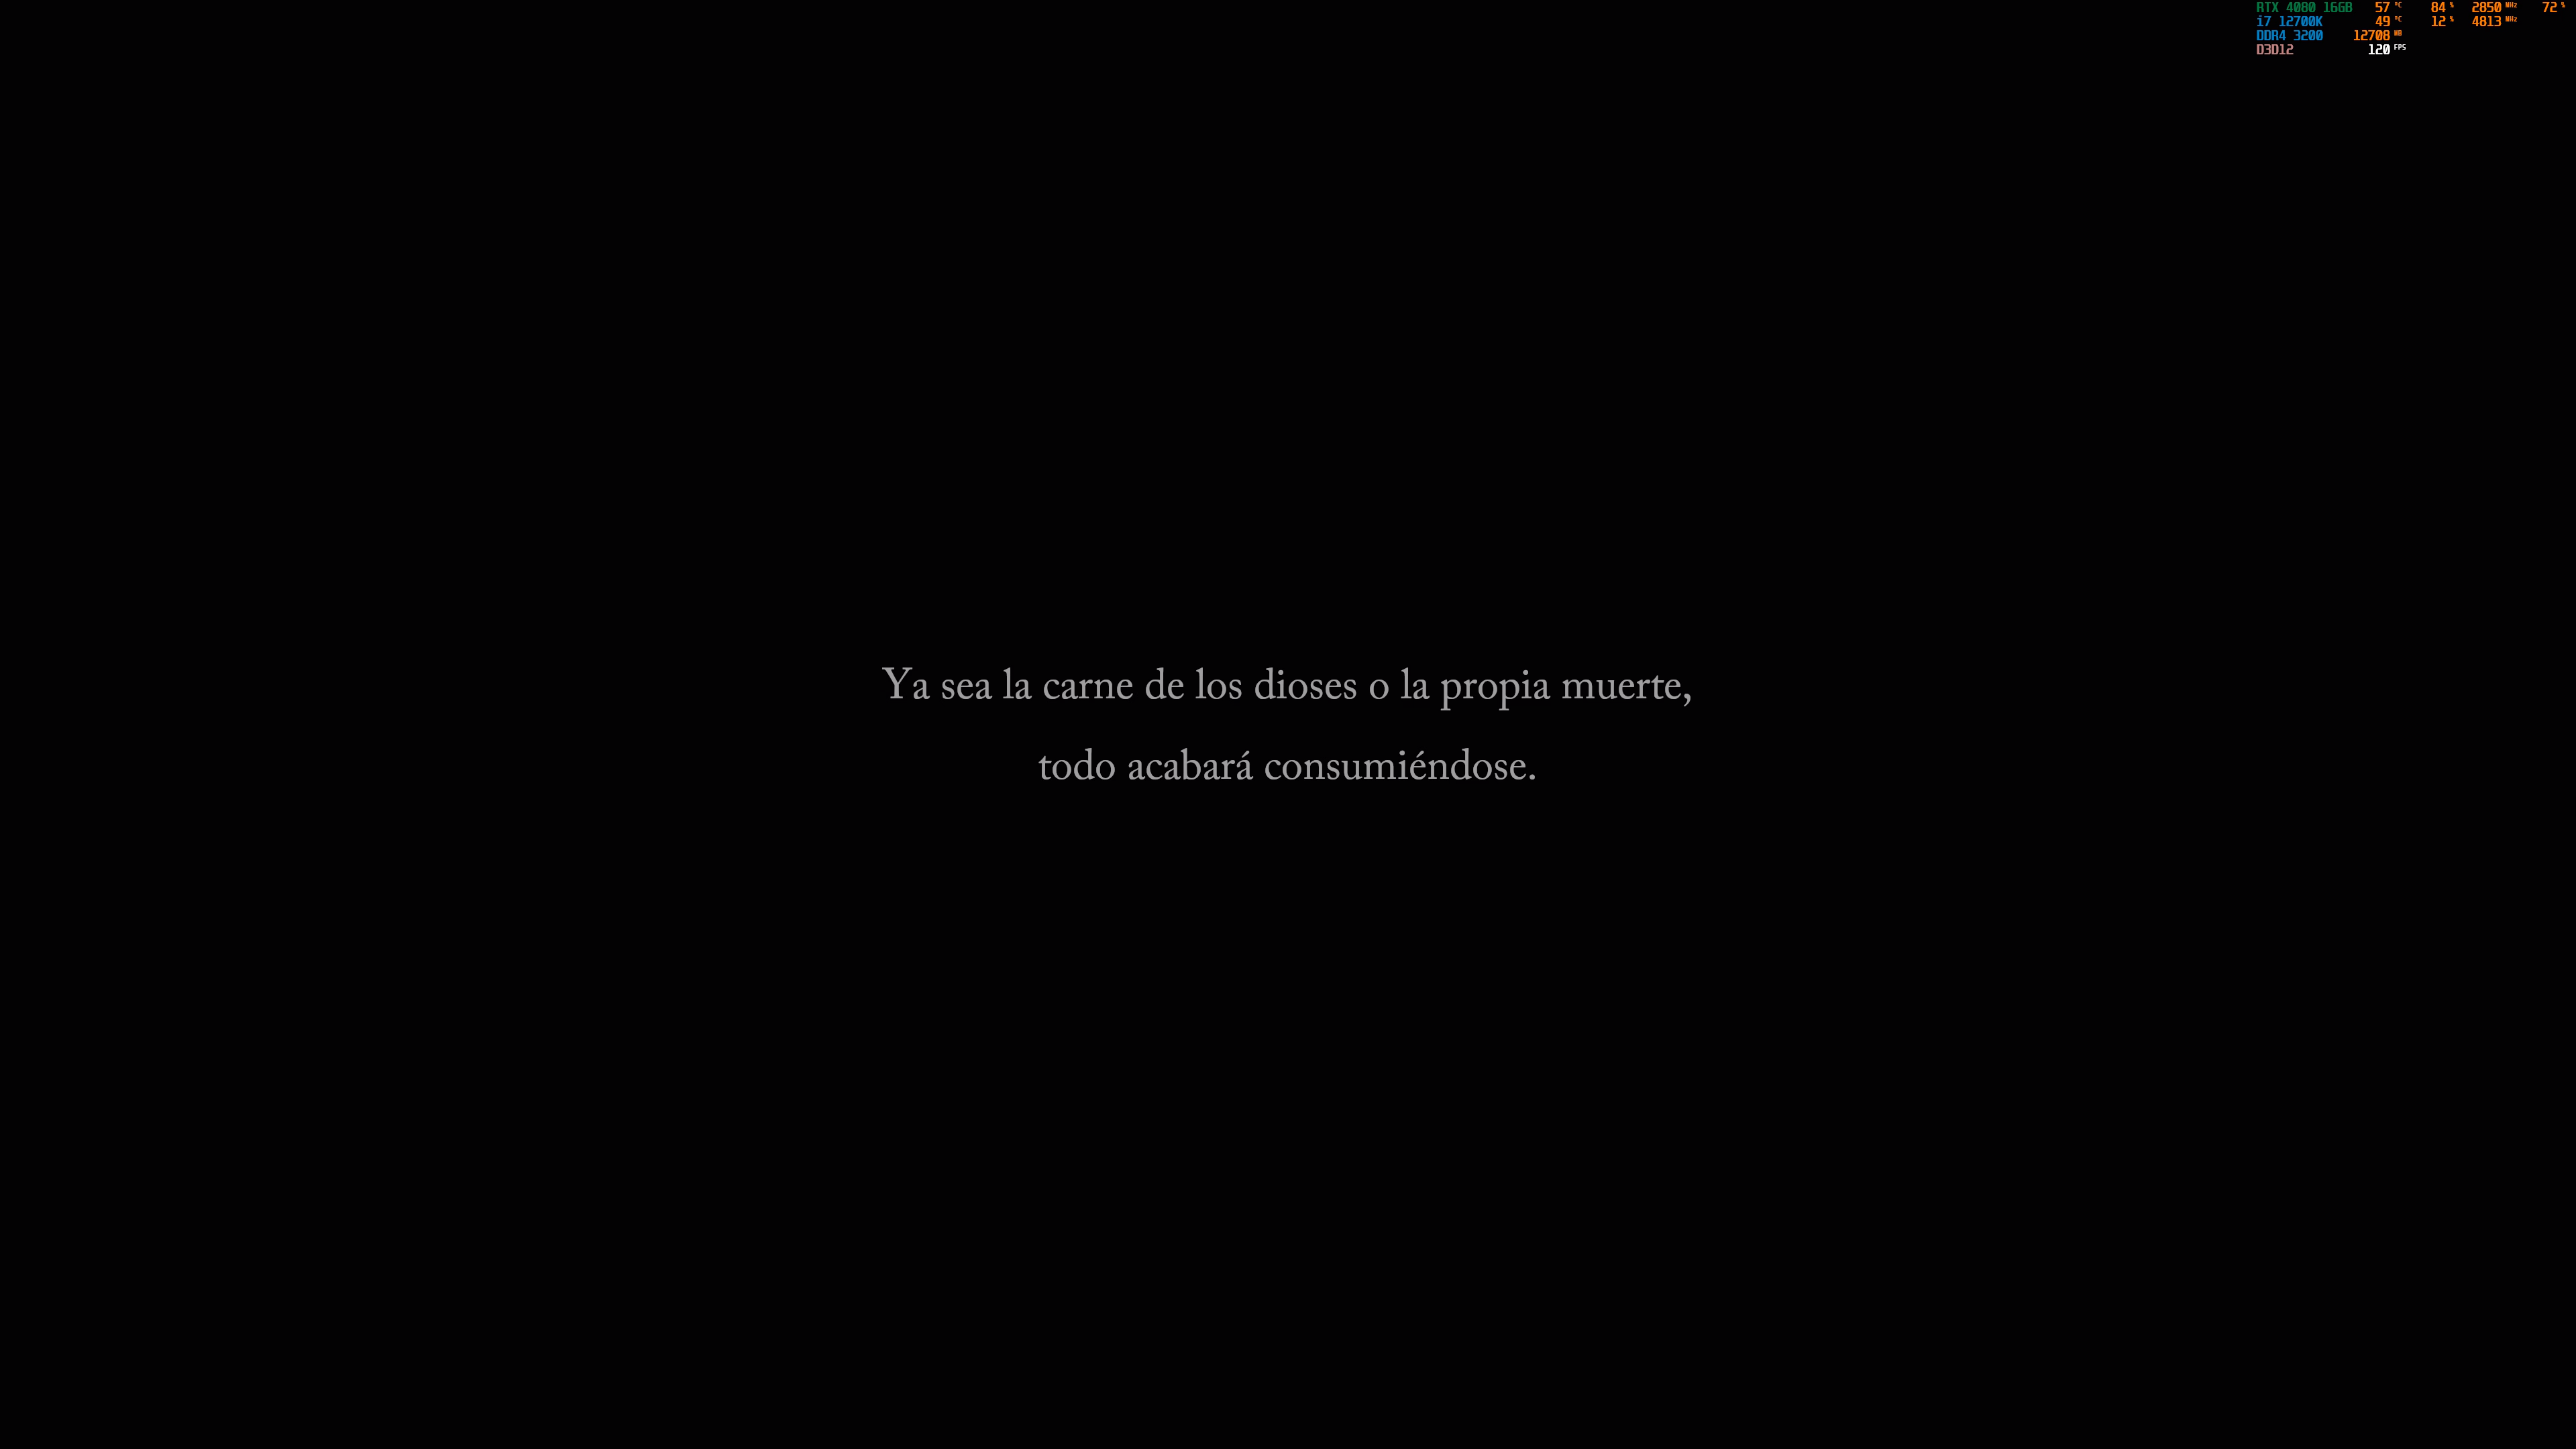 RTX 4080 16GB 57 °C 84 % 2850 MHz 72 %
i7 12700K 49 °C 12 % 4813 MHz
DDR4 3200 12708 MB
D3D12 120 FPS
Ya sea la carne de los dioses o la propia muerte,
todo acabará consumiéndose.